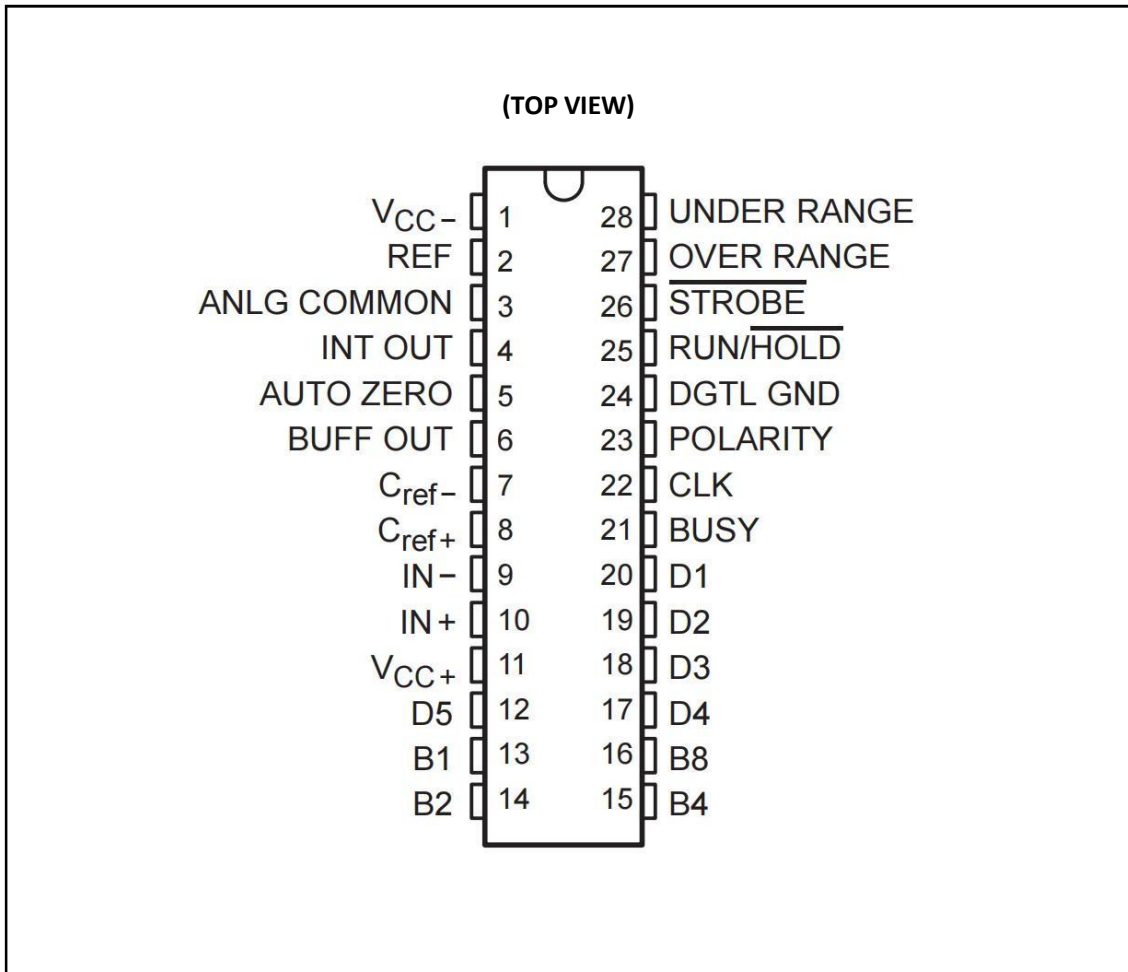 (TOP VIEW)
VCC− 1 28 UNDER RANGE
REF 2 27 OVER RANGE
ANLG COMMON 3 26 STROBE
INT OUT 4 25 RUN/HOLD
AUTO ZERO 5 24 DGTL GND
BUFF OUT 6 23 POLARITY
Cref− 7 22 CLK
Cref+ 8 21 BUSY
IN− 9 20 D1
IN+ 10 19 D2
VCC+ 11 18 D3
D5 12 17 D4
B1 13 16 B8
B2 14 15 B4